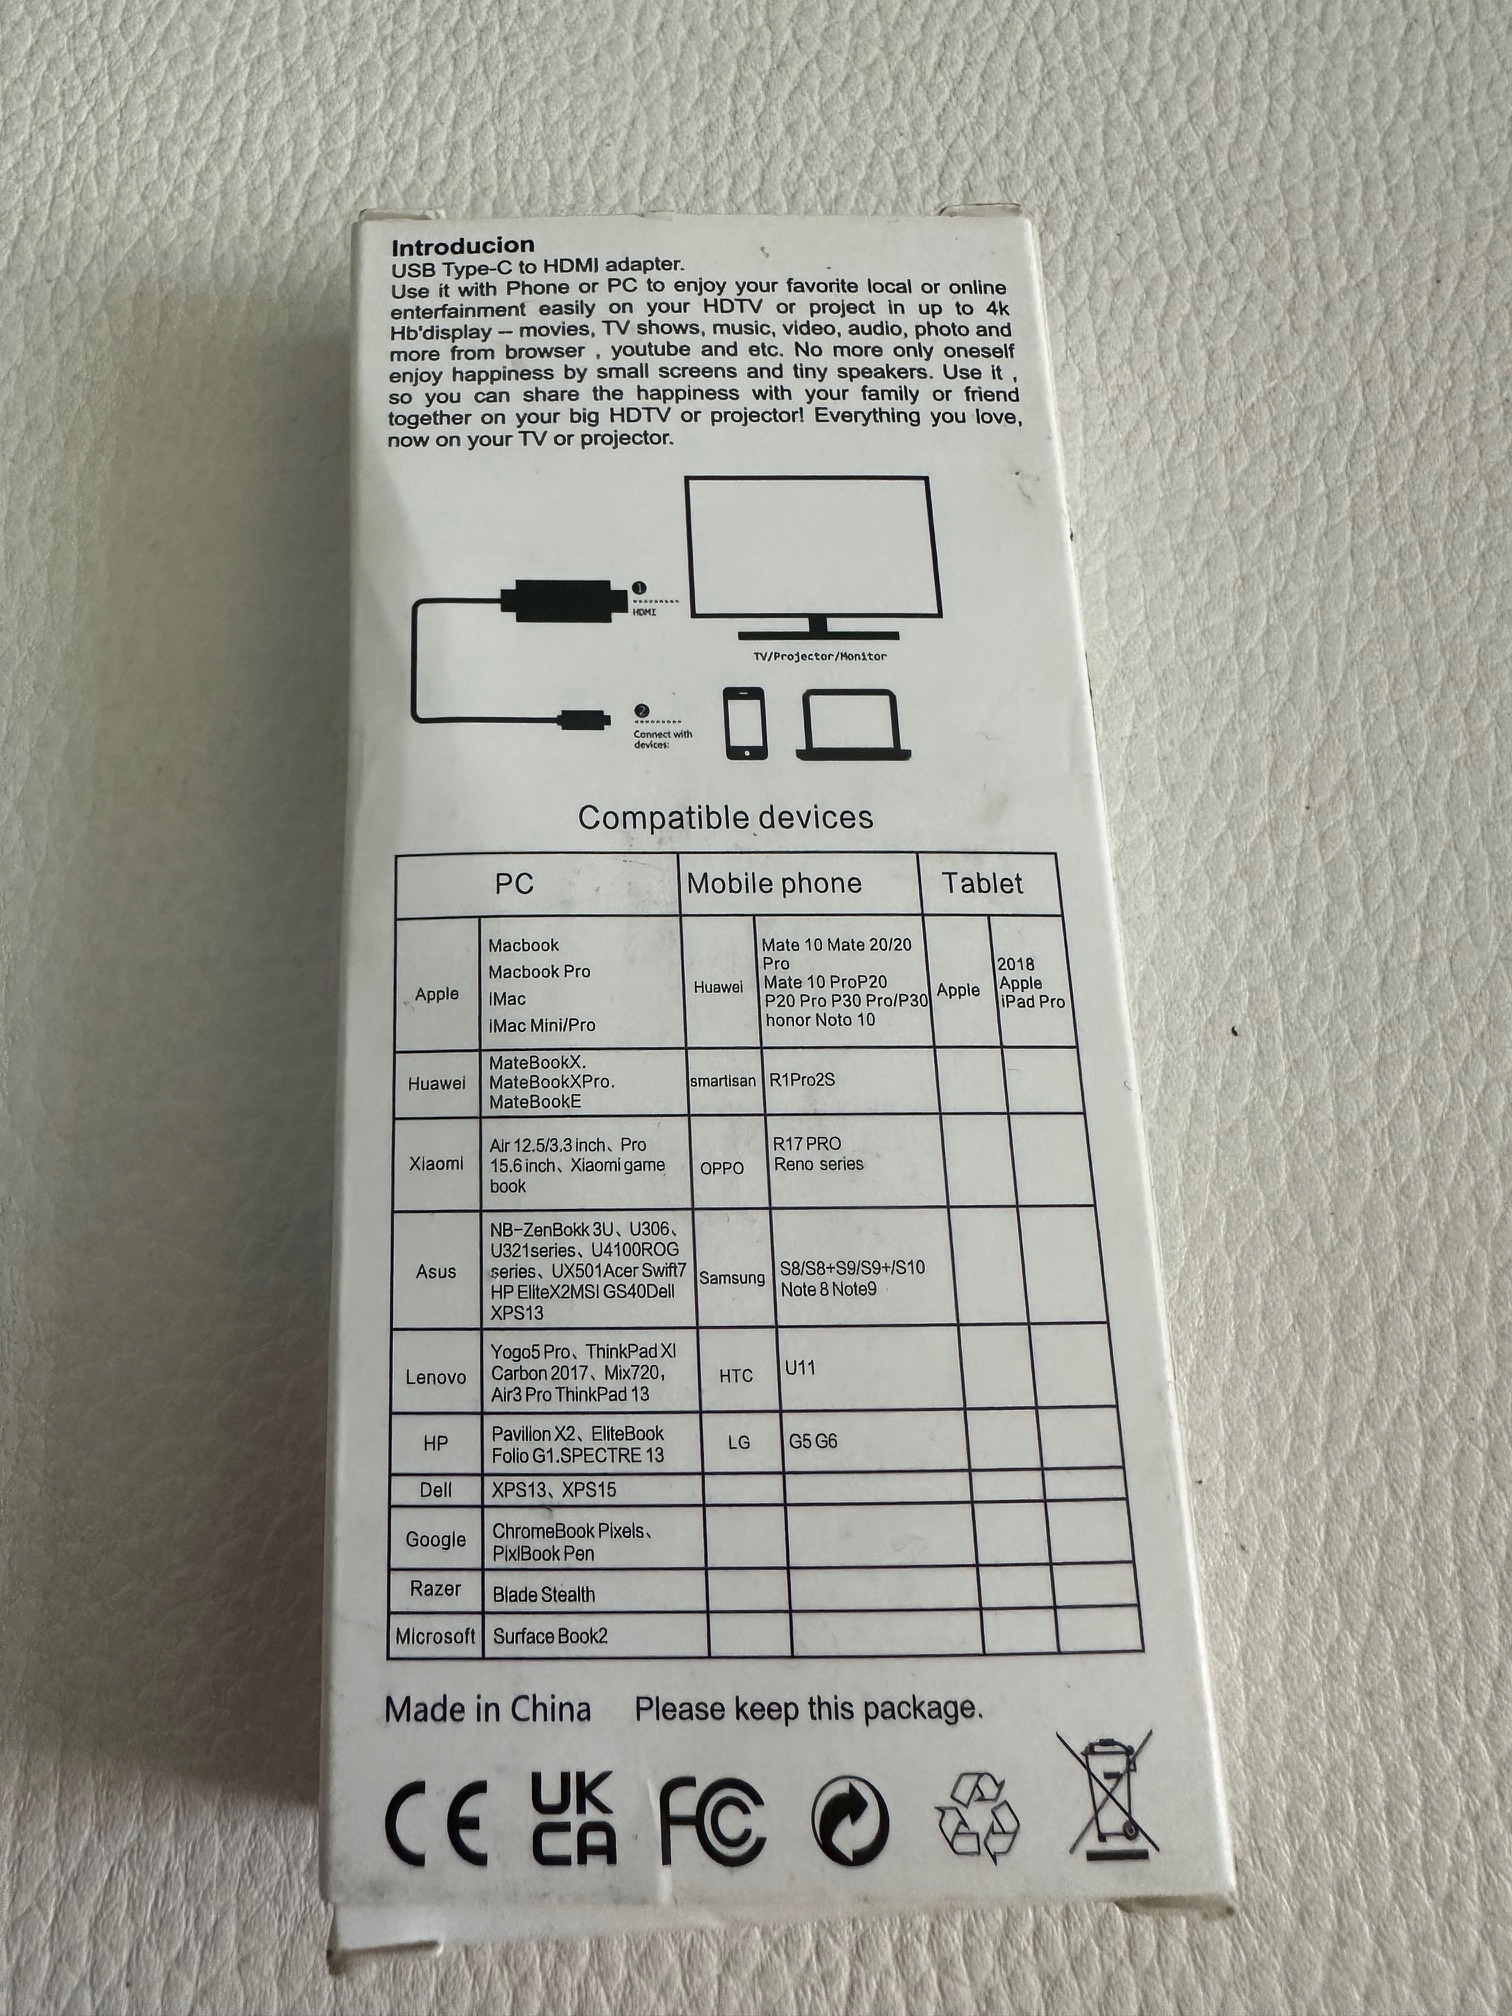 Introducion
USB Type-C to HDMI adapter.
Use it with Phone or PC to enjoy your favorite local or online
enterfainment easily on your HDTV or project in up to 4k
Hb'display – movies, TV shows, music, video, audio, photo and
more from browser , youtube and etc. No more only oneself
enjoy happiness by small screens and tiny speakers. Use it ,
so you can share the happiness with your family or friend
together on your big HDTV or projector! Everything you love,
now on your TV or projector.
1
HDMI
TV/Projector/Monitor
2
Connect with
devices:
Compatible devices
PC
Mobile phone
Tablet
Apple
Macbook
Macbook Pro
iMac
iMac Mini/Pro
Huawei
Mate 10 Mate 20/20
Pro
Mate 10 ProP20
P20 Pro P30 Pro/P30
honor Noto 10
Apple
2018
Apple
iPad Pro
Huawei
MateBookX.
MateBookXPro.
MateBookE
smartisan
R1Pro2S
Xiaomi
Air 12.5/3.3 inch、Pro
15.6 inch、Xiaomi game
book
OPPO
R17 PRO
Reno series
Asus
NB-ZenBokk 3U、U306、
U321series、U4100ROG
series、UX501Acer Swift7
HP EliteX2MSI GS40Dell
XPS13
Samsung
S8/S8+S9/S9+/S10
Note 8 Note9
Lenovo
Yogo5 Pro、ThinkPad XI
Carbon 2017、Mix720,
Air3 Pro ThinkPad 13
HTC
U11
HP
Pavilion X2、EliteBook
Folio G1.SPECTRE 13
LG
G5 G6
Dell
XPS13、XPS15
Google
ChromeBook Pixels、
PixlBook Pen
Razer
Blade Stealth
Microsoft
Surface Book2
Made in China Please keep this package.
CE UK CA FC